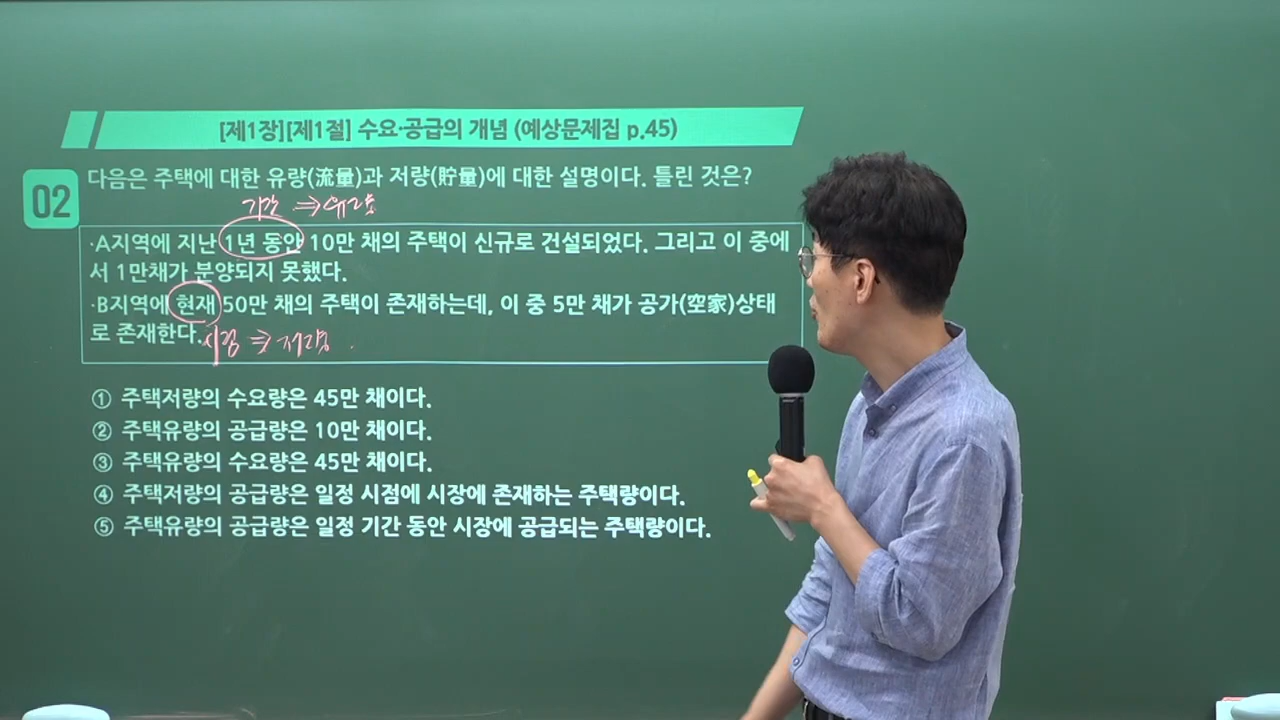 [제1장][제1절] 수요·공급의 개념 (예상문제집 p.45)
02 다음은 주택에 대한 유량(流量)과 저량(貯量)에 대한 설명이다. 틀린 것은?
기간 ⇒ 유량
·A지역에 지난 1년 동안 10만 채의 주택이 신규로 건설되었다. 그리고 이 중에
서 1만채가 분양되지 못했다.
·B지역에 현재 50만 채의 주택이 존재하는데, 이 중 5만 채가 공가(空家)상태
로 존재한다.
시점 ⇒ 저량
① 주택저량의 수요량은 45만 채이다.
② 주택유량의 공급량은 10만 채이다.
③ 주택유량의 수요량은 45만 채이다.
④ 주택저량의 공급량은 일정 시점에 시장에 존재하는 주택량이다.
⑤ 주택유량의 공급량은 일정 기간 동안 시장에 공급되는 주택량이다.